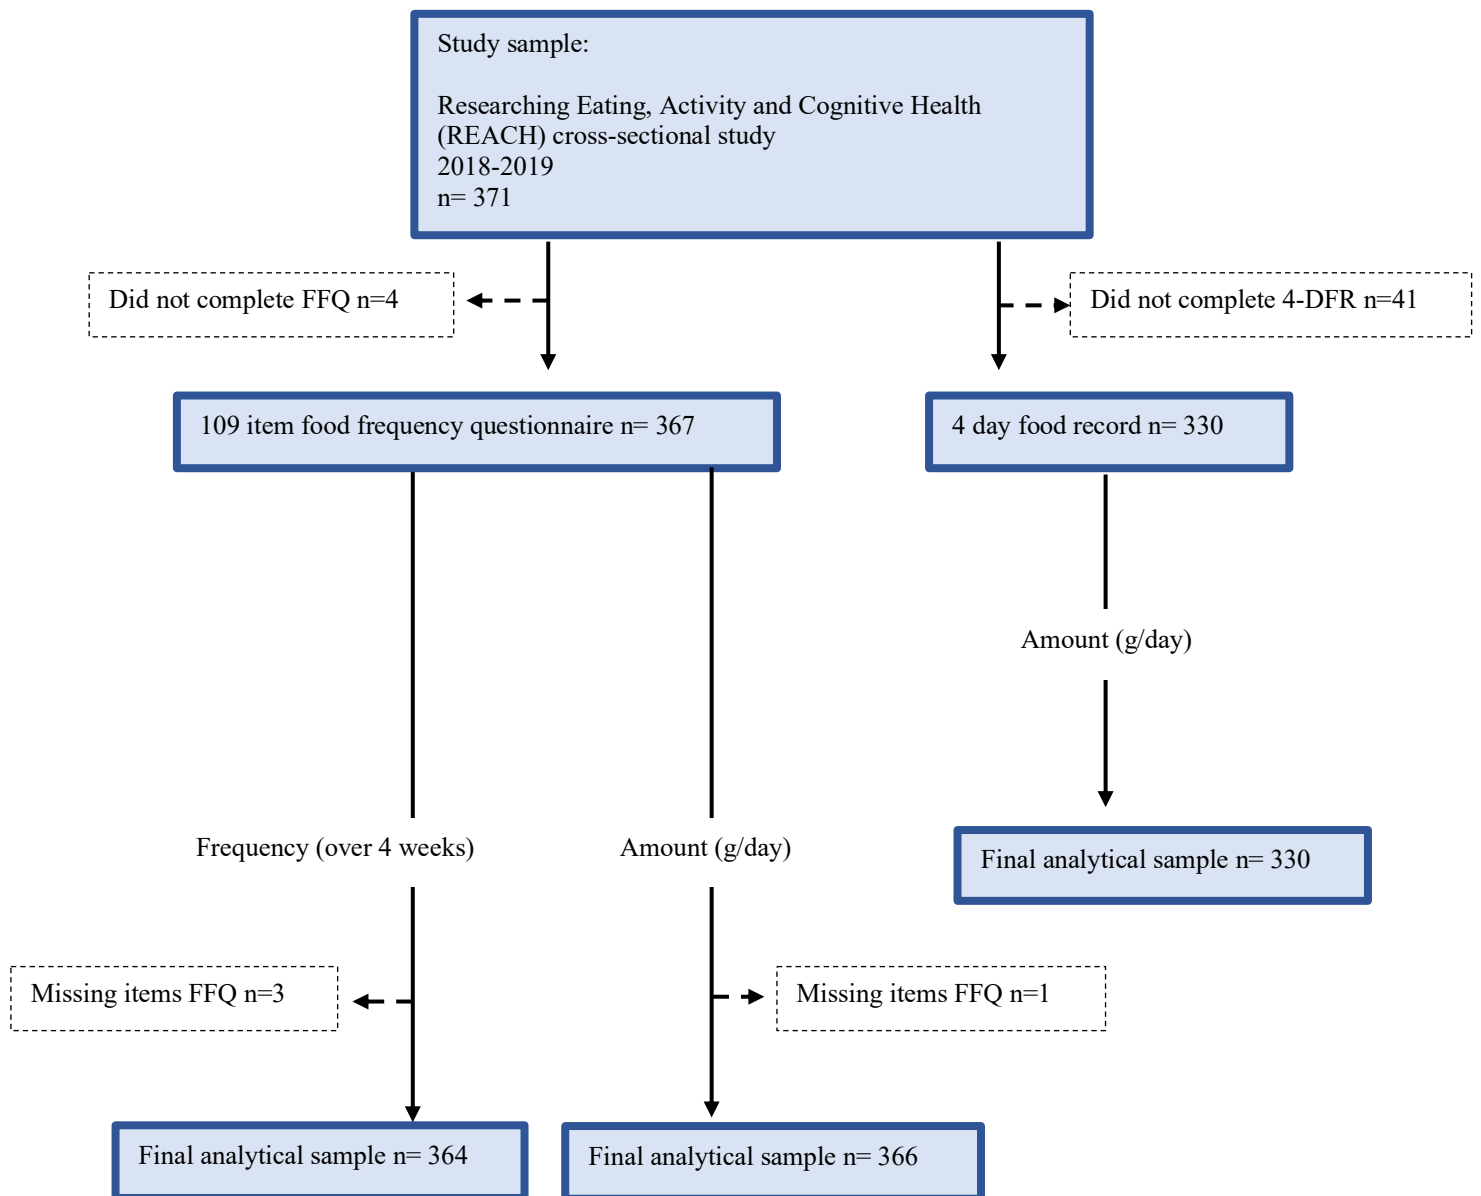 Study sample:
Researching Eating, Activity and Cognitive Health
(REACH) cross-sectional study
2018-2019
n= 371
Did not complete FFQ n=4
Did not complete 4-DFR n=41
109 item food frequency questionnaire n= 367
4 day food record n= 330
Amount (g/day)
Frequency (over 4 weeks)
Amount (g/day)
Final analytical sample n= 330
Missing items FFQ n=3
Missing items FFQ n=1
Final analytical sample n= 364
Final analytical sample n= 366